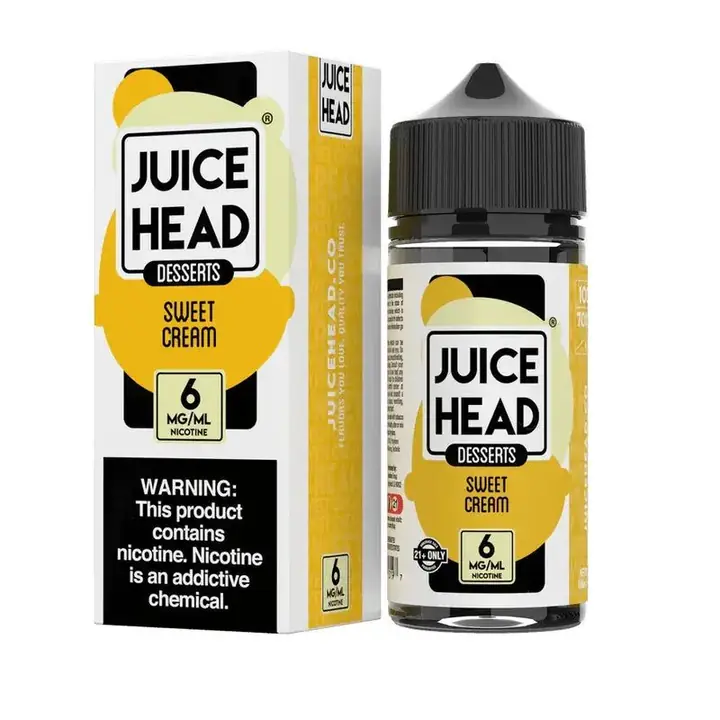 JUICE
HEAD
®
DESSERTS
SWEET
CREAM
6
MG/ML
NICOTINE
WARNING:
This product
contains
nicotine. Nicotine
is an addictive
chemical.
JUICE
HEAD
JUICEHEAD.CO
FLAVORS YOU LOVE. QUALITY YOU TRUST.
6
MG/ML
NICOTINE
JUICE
HEAD
®
DESSERTS
SWEET
CREAM
6
MG/ML
NICOTINE
21+ ONLY
JUICEHEAD.CO